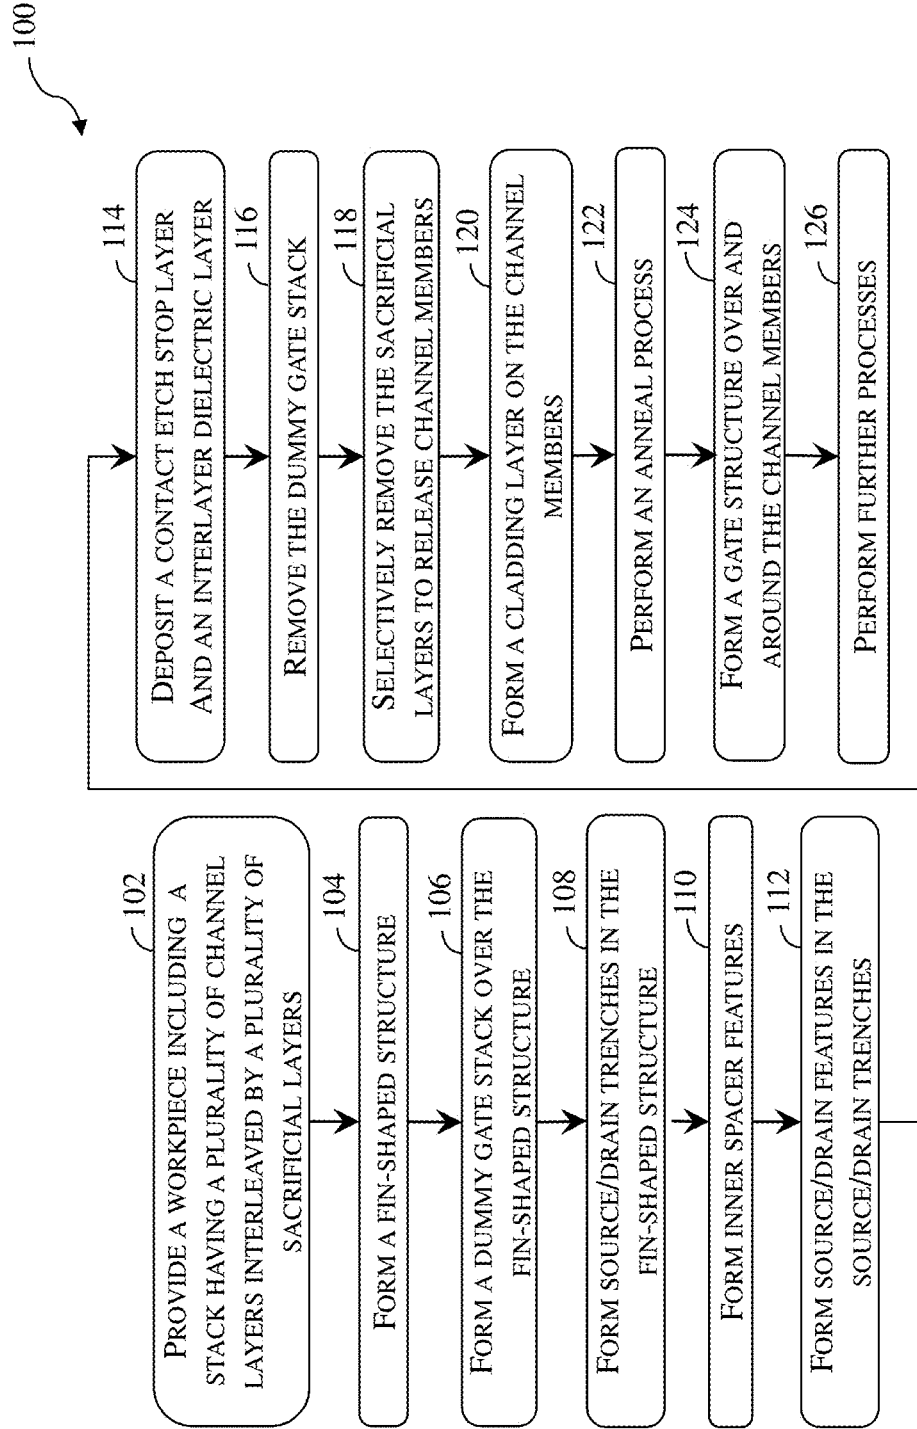 100
102
PROVIDE A WORKPIECE INCLUDING A
STACK HAVING A PLURALITY OF CHANNEL
LAYERS INTERLEAVED BY A PLURALITY OF
SACRIFICIAL LAYERS
104
FORM A FIN-SHAPED STRUCTURE
106
FORM A DUMMY GATE STACK OVER THE
FIN-SHAPED STRUCTURE
108
FORM SOURCE/DRAIN TRENCHES IN THE
FIN-SHAPED STRUCTURE
110
FORM INNER SPACER FEATURES
112
FORM SOURCE/DRAIN FEATURES IN THE
SOURCE/DRAIN TRENCHES
114
DEPOSIT A CONTACT ETCH STOP LAYER
AND AN INTERLAYER DIELECTRIC LAYER
116
REMOVE THE DUMMY GATE STACK
118
SELECTIVELY REMOVE THE SACRIFICIAL
LAYERS TO RELEASE CHANNEL MEMBERS
120
FORM A CLADDING LAYER ON THE CHANNEL
MEMBERS
122
PERFORM AN ANNEAL PROCESS
124
FORM A GATE STRUCTURE OVER AND
AROUND THE CHANNEL MEMBERS
126
PERFORM FURTHER PROCESSES